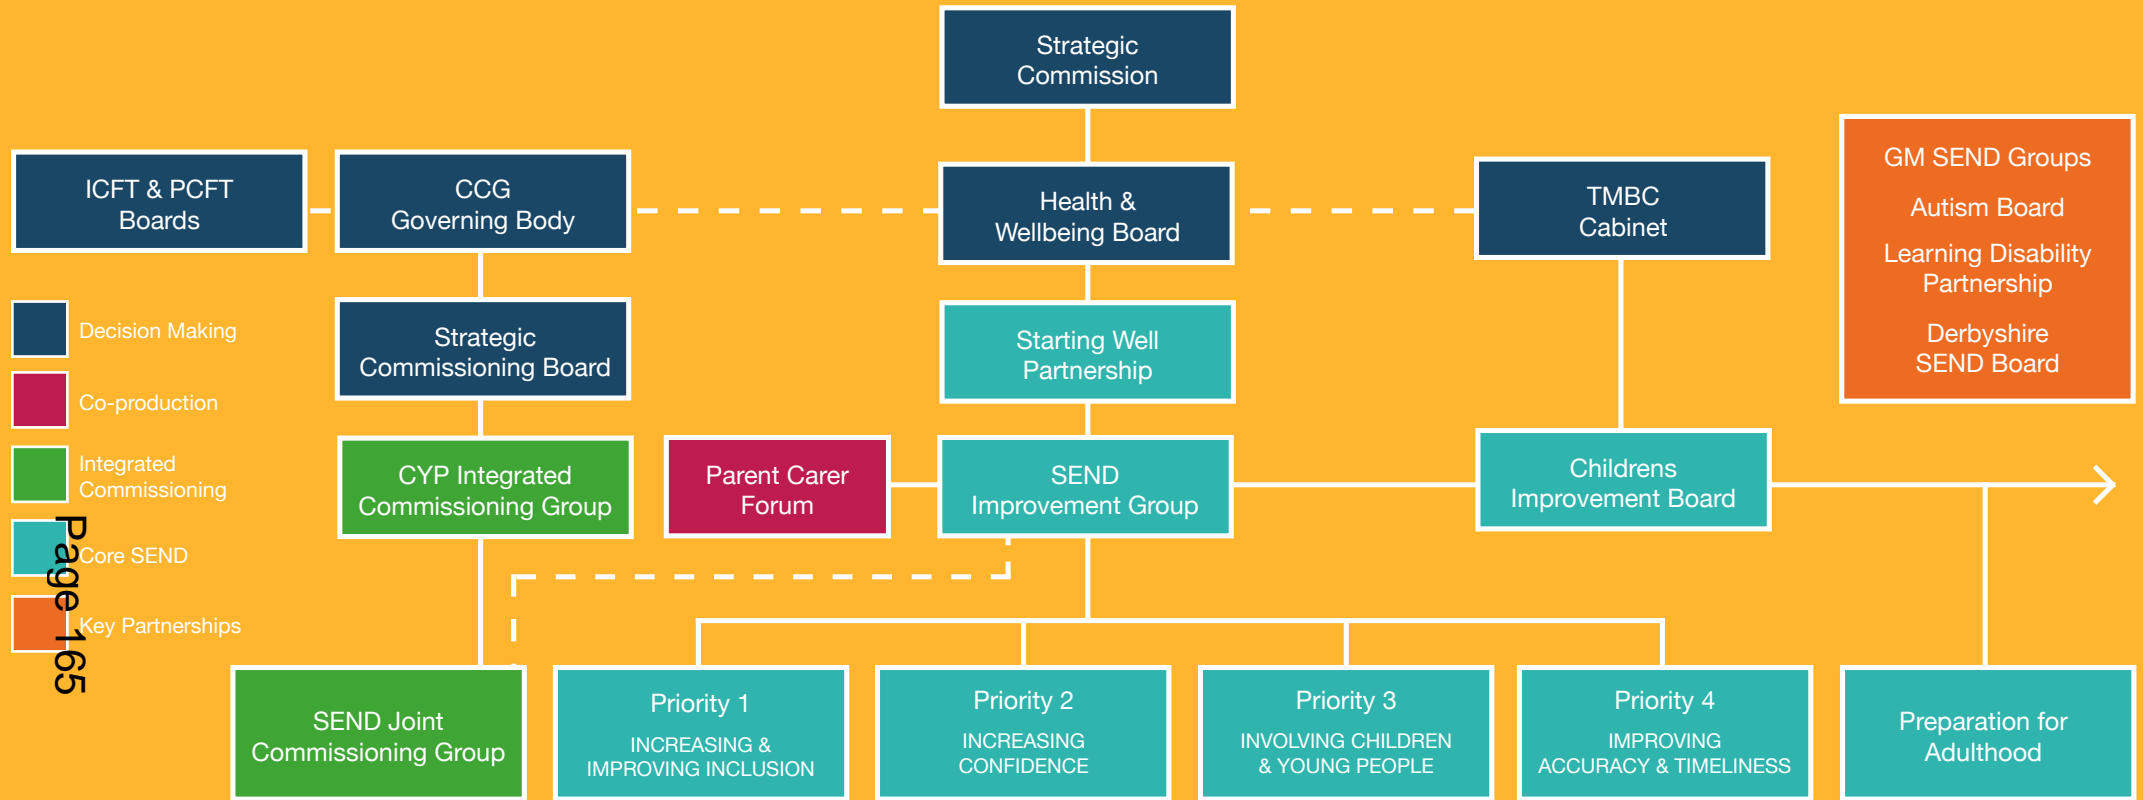 Strategic
Commission
ICFT & PCFT
Boards
CCG
Governing Body
Health &
Wellbeing Board
TMBC
Cabinet
GM SEND Groups
Autism Board
Learning Disability
Partnership
Derbyshire
SEND Board
Decision Making
Co-production
Integrated
Commissioning
Core SEND
Key Partnerships
Page 165
Strategic
Commissioning Board
Starting Well
Partnership
CYP Integrated
Commissioning Group
Parent Carer
Forum
SEND
Improvement Group
Childrens
Improvement Board
SEND Joint
Commissioning Group
Priority 1
INCREASING &
IMPROVING INCLUSION
Priority 2
INCREASING
CONFIDENCE
Priority 3
INVOLVING CHILDREN
& YOUNG PEOPLE
Priority 4
IMPROVING
ACCURACY & TIMELINESS
Preparation for
Adulthood